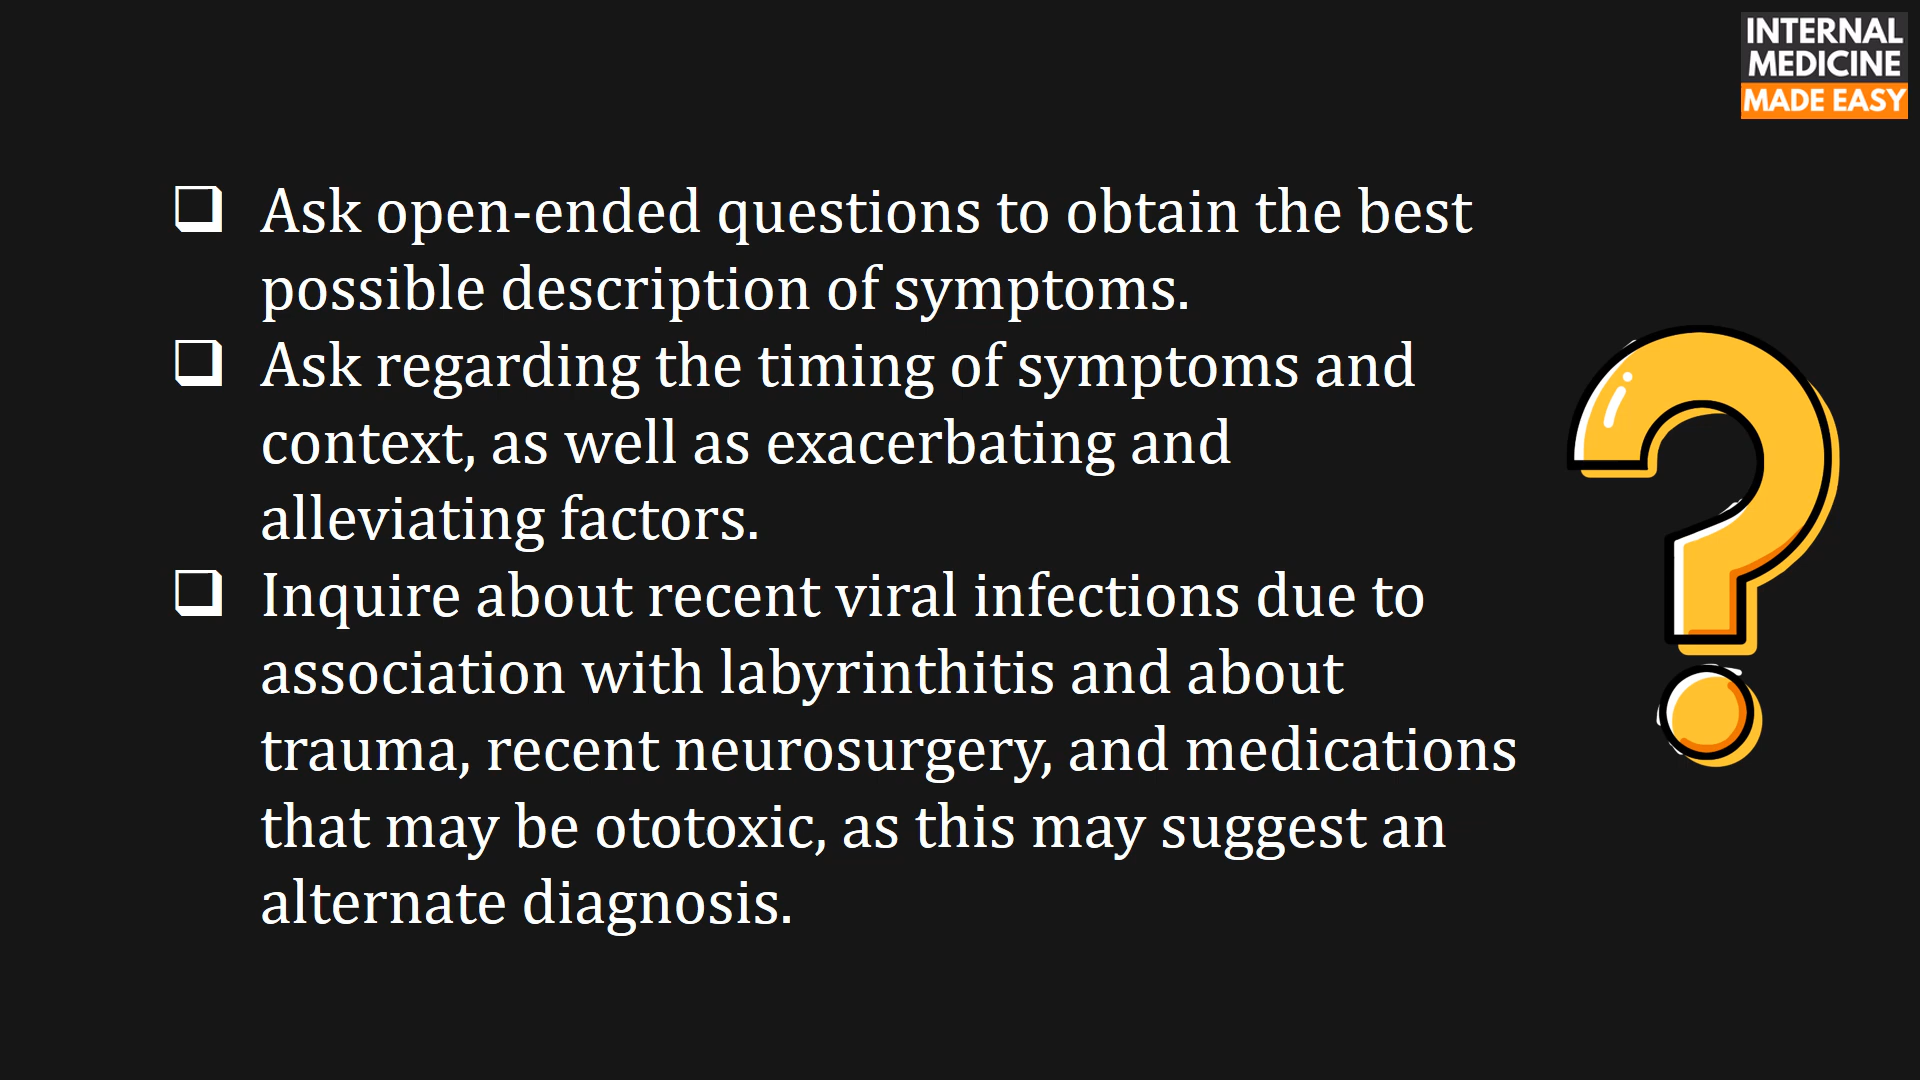 INTERNAL
MEDICINE
MADE EASY
Ask open-ended questions to obtain the best
possible description of symptoms.
Ask regarding the timing of symptoms and
context, as well as exacerbating and
alleviating factors.
Inquire about recent viral infections due to
association with labyrinthitis and about
trauma, recent neurosurgery, and medications
that may be ototoxic, as this may suggest an
alternate diagnosis.
?